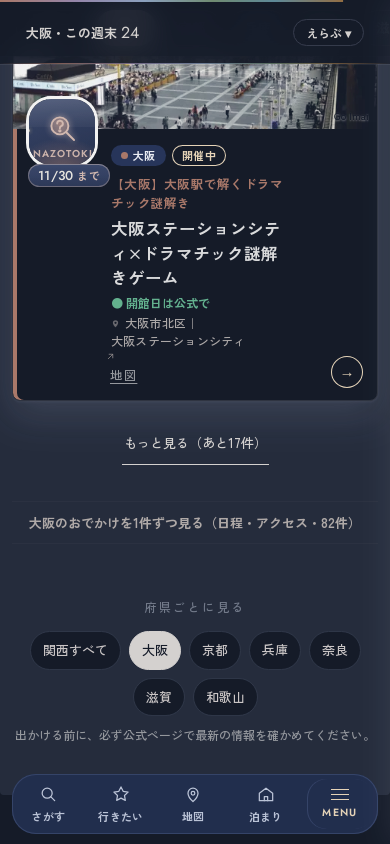 大阪・この週末 24
えらぶ ▾
Go Imai
NAZOTOKI
11/30 まで
大阪
開催中
【大阪】大阪駅で解くドラマ
チック謎解き
大阪ステーションシテ
ィ×ドラマチック謎解
きゲーム
開館日は公式で
大阪市北区｜
大阪ステーションシティ
↗
地図
→
もっと見る（あと17件）
大阪のおでかけを1件ずつ見る（日程・アクセス・82件）
府県ごとに見る
関西すべて 大阪 京都 兵庫 奈良
滋賀 和歌山
出かける前に、必ず公式ページで最新の情報を確かめてください。
さがす 行きたい 地図 泊まり MENU